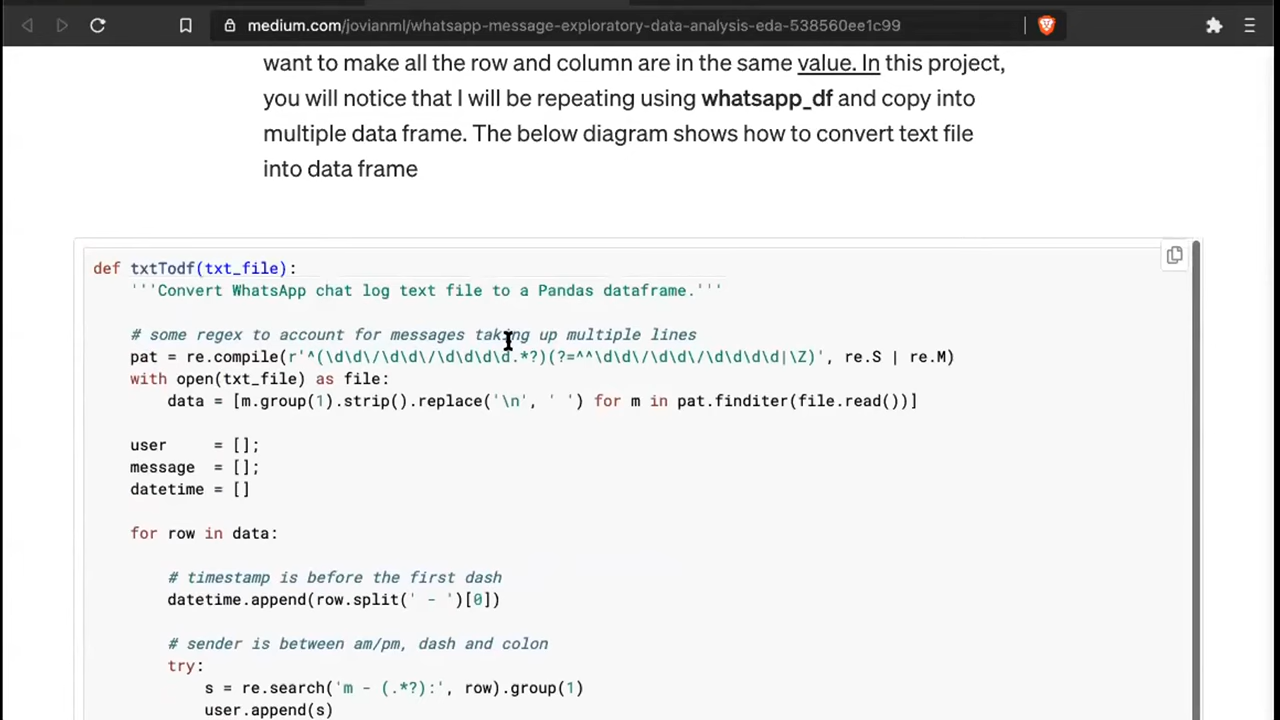 medium.com/jovianml/whatsapp-message-exploratory-data-analysis-eda-538560ee1c99
want to make all the row and column are in the same value. In this project,
you will notice that I will be repeating using whatsapp_df and copy into
multiple data frame. The below diagram shows how to convert text file
into data frame
def txtTodf(txt_file):
    '''Convert WhatsApp chat log text file to a Pandas dataframe.'''
    # some regex to account for messages taking up multiple lines
    pat = re.compile(r'^(\d\d\/\d\d\/\d\d\d\d.*?)(?=^^\d\d\/\d\d\/\d\d\d\d|\Z)', re.S | re.M)
    with open(txt_file) as file:
        data = [m.group(1).strip().replace('\n', ' ') for m in pat.finditer(file.read())]
    user     = [];
    message  = [];
    datetime = []
    for row in data:
        # timestamp is before the first dash
        datetime.append(row.split(' - ')[0])
        # sender is between am/pm, dash and colon
        try:
            s = re.search('m - (.*?):', row).group(1)
            user.append(s)